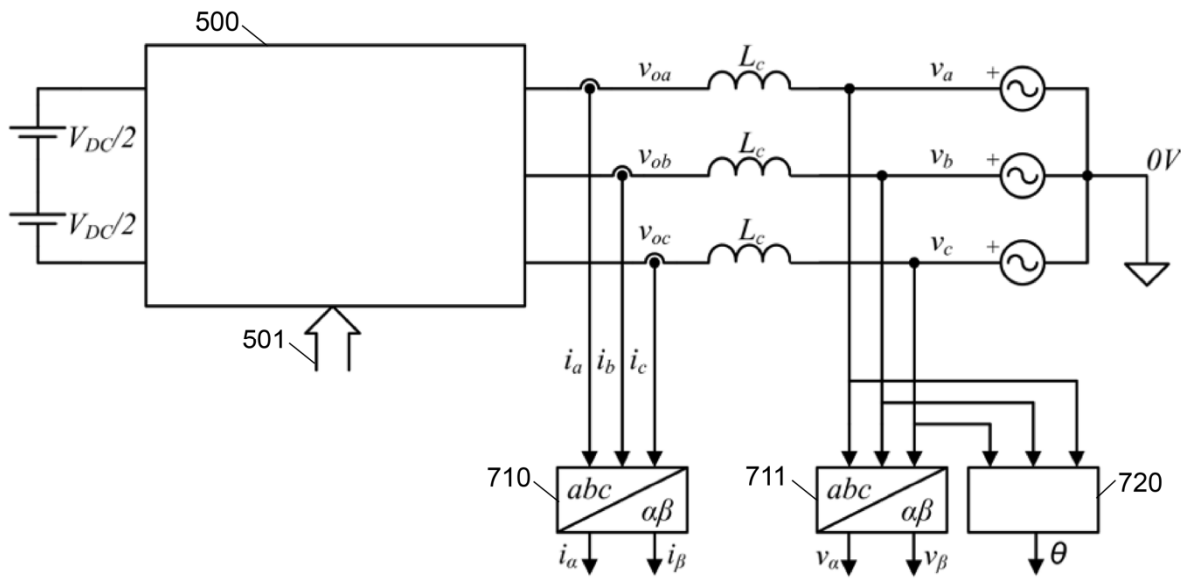 500
v_oa L_c v_a +
V_DC/2
v_ob L_c v_b + 0V
V_DC/2
v_oc L_c v_c +
501
i_a i_b i_c
710 abc αβ
711 abc αβ
720
i_α i_β v_α v_β θ